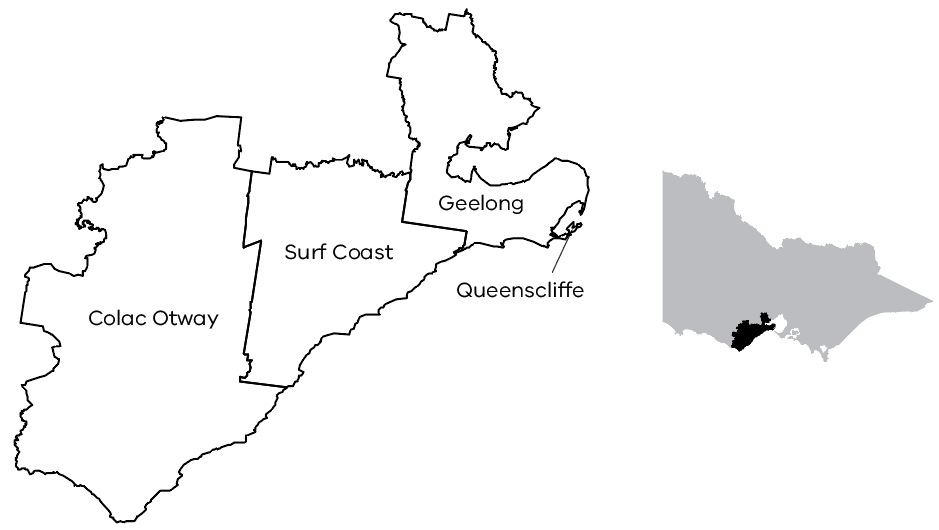 Geelong
Surf Coast
Queenscliffe
Colac Otway